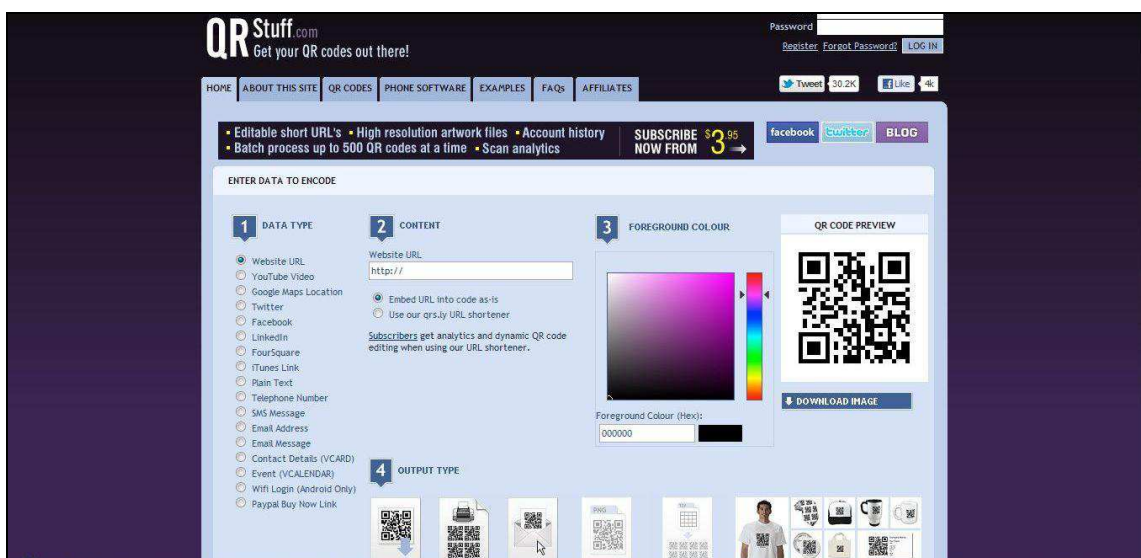 QR Stuff.com
Get your QR codes out there!
Password
Register Forgot Password? LOG IN
HOME ABOUT THIS SITE QR CODES PHONE SOFTWARE EXAMPLES FAQs AFFILIATES
Tweet 30.2K Like 4k
▪ Editable short URL's ▪ High resolution artwork files ▪ Account history
▪ Batch process up to 500 QR codes at a time ▪ Scan analytics
SUBSCRIBE NOW FROM $3.95
facebook twitter BLOG
ENTER DATA TO ENCODE
1 DATA TYPE
Website URL
YouTube Video
Google Maps Location
Twitter
Facebook
LinkedIn
FourSquare
iTunes Link
Plain Text
Telephone Number
SMS Message
Email Address
Email Message
Contact Details (VCARD)
Event (VCALENDAR)
Wifi Login (Android Only)
Paypal Buy Now Link
2 CONTENT
Website URL
http://
Embed URL into code as-is
Use our qrs.ly URL shortener
Subscribers get analytics and dynamic QR code
editing when using our URL shortener.
3 FOREGROUND COLOUR
Foreground Colour (Hex):
000000
QR CODE PREVIEW
DOWNLOAD IMAGE
4 OUTPUT TYPE
PNG